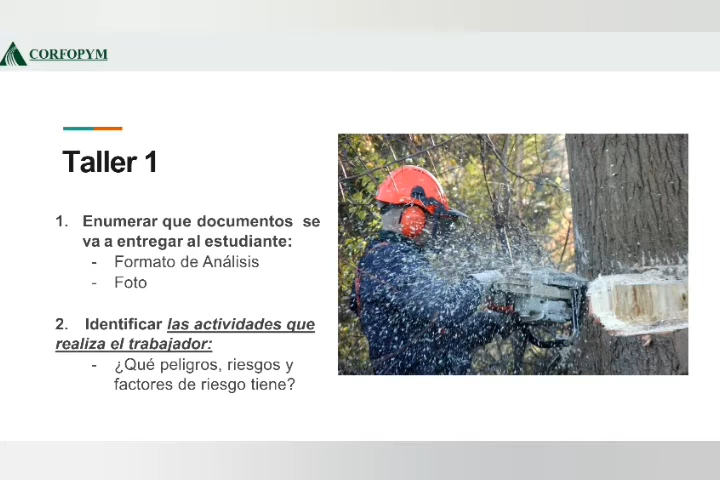 CORFOPYM
Taller 1
1. Enumerar que documentos se
va a entregar al estudiante:
- Formato de Análisis
- Foto
2. Identificar las actividades que
realiza el trabajador:
- ¿Qué peligros, riesgos y
factores de riesgo tiene?